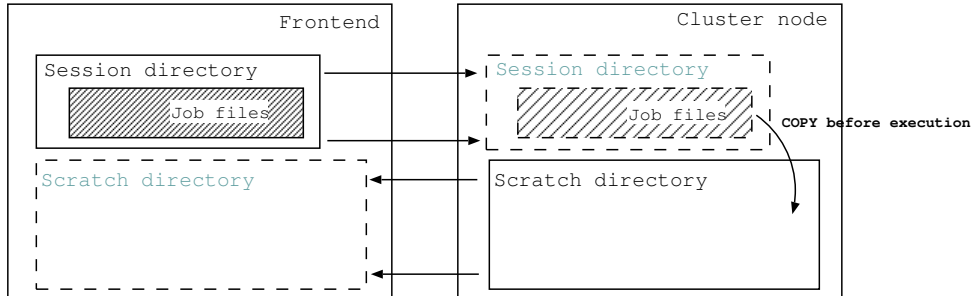 Frontend
Cluster node
Session directory
Session directory
Job files
Job files
COPY before execution
Scratch directory
Scratch directory